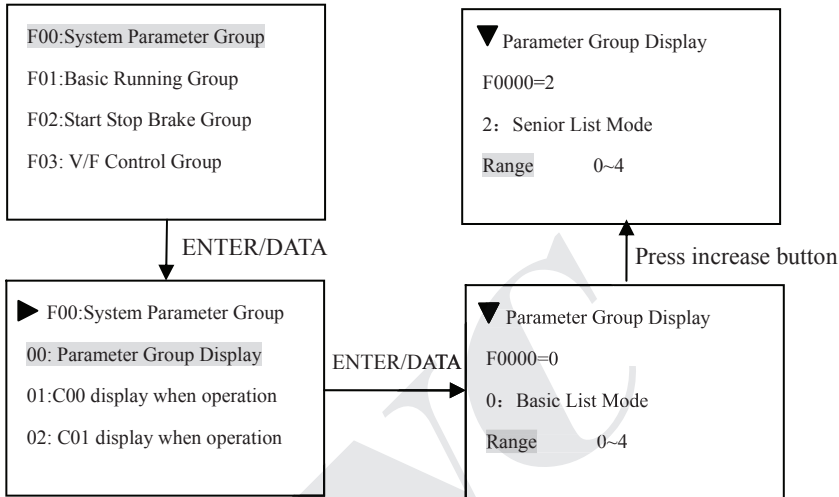 F00:System Parameter Group
F01:Basic Running Group
F02:Start Stop Brake Group
F03: V/F Control Group
ENTER/DATA
▶ F00:System Parameter Group
00: Parameter Group Display
01:C00 display when operation
02: C01 display when operation
ENTER/DATA
▼ Parameter Group Display
F0000=0
0: Basic List Mode
Range 0~4
Press increase button
▼ Parameter Group Display
F0000=2
2: Senior List Mode
Range 0~4